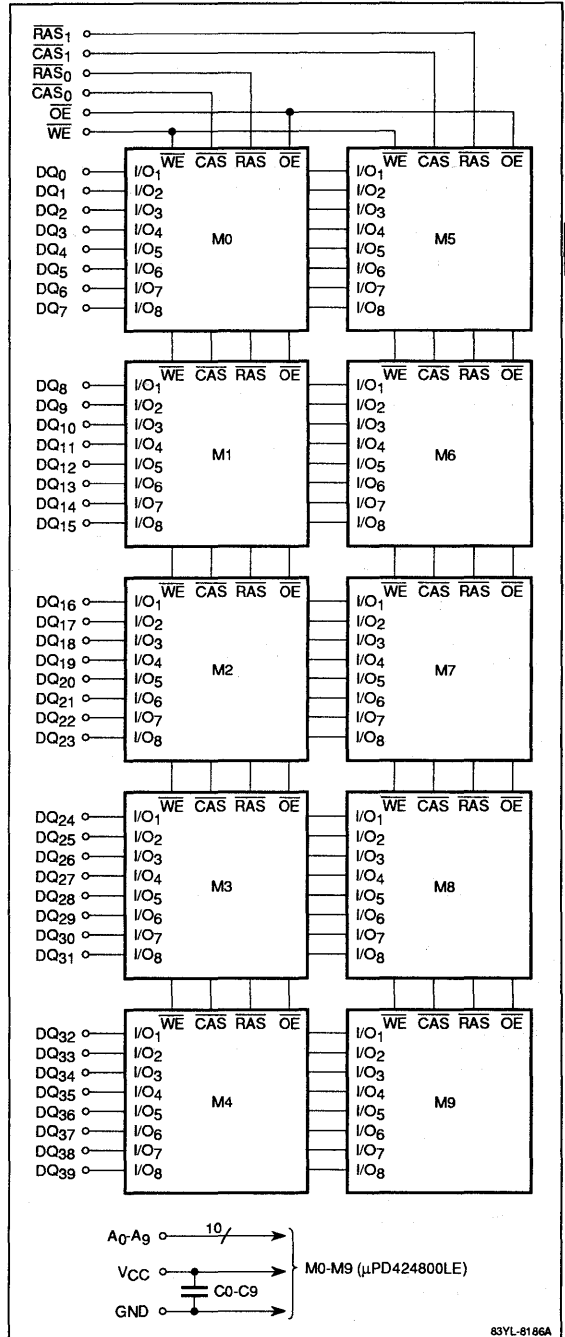 RAS1
CAS1
RAS0
CAS0
OE
WE
WE CAS RAS OE WE CAS RAS OE
DQ0 I/O1 I/O1
DQ1 I/O2 I/O2
DQ2 I/O3 I/O3
DQ3 I/O4 M0 I/O4 M5
DQ4 I/O5 I/O5
DQ5 I/O6 I/O6
DQ6 I/O7 I/O7
DQ7 I/O8 I/O8
WE CAS RAS OE WE CAS RAS OE
DQ8 I/O1 I/O1
DQ9 I/O2 I/O2
DQ10 I/O3 I/O3
DQ11 I/O4 M1 I/O4 M6
DQ12 I/O5 I/O5
DQ13 I/O6 I/O6
DQ14 I/O7 I/O7
DQ15 I/O8 I/O8
WE CAS RAS OE WE CAS RAS OE
DQ16 I/O1 I/O1
DQ17 I/O2 I/O2
DQ18 I/O3 I/O3
DQ19 I/O4 M2 I/O4 M7
DQ20 I/O5 I/O5
DQ21 I/O6 I/O6
DQ22 I/O7 I/O7
DQ23 I/O8 I/O8
WE CAS RAS OE WE CAS RAS OE
DQ24 I/O1 I/O1
DQ25 I/O2 I/O2
DQ26 I/O3 I/O3
DQ27 I/O4 M3 I/O4 M8
DQ28 I/O5 I/O5
DQ29 I/O6 I/O6
DQ30 I/O7 I/O7
DQ31 I/O8 I/O8
WE CAS RAS OE WE CAS RAS OE
DQ32 I/O1 I/O1
DQ33 I/O2 I/O2
DQ34 I/O3 I/O3
DQ35 I/O4 M4 I/O4 M9
DQ36 I/O5 I/O5
DQ37 I/O6 I/O6
DQ38 I/O7 I/O7
DQ39 I/O8 I/O8
A0-A9 10
VCC M0-M9 (μPD424800LE)
C0-C9
GND
83YL-8186A